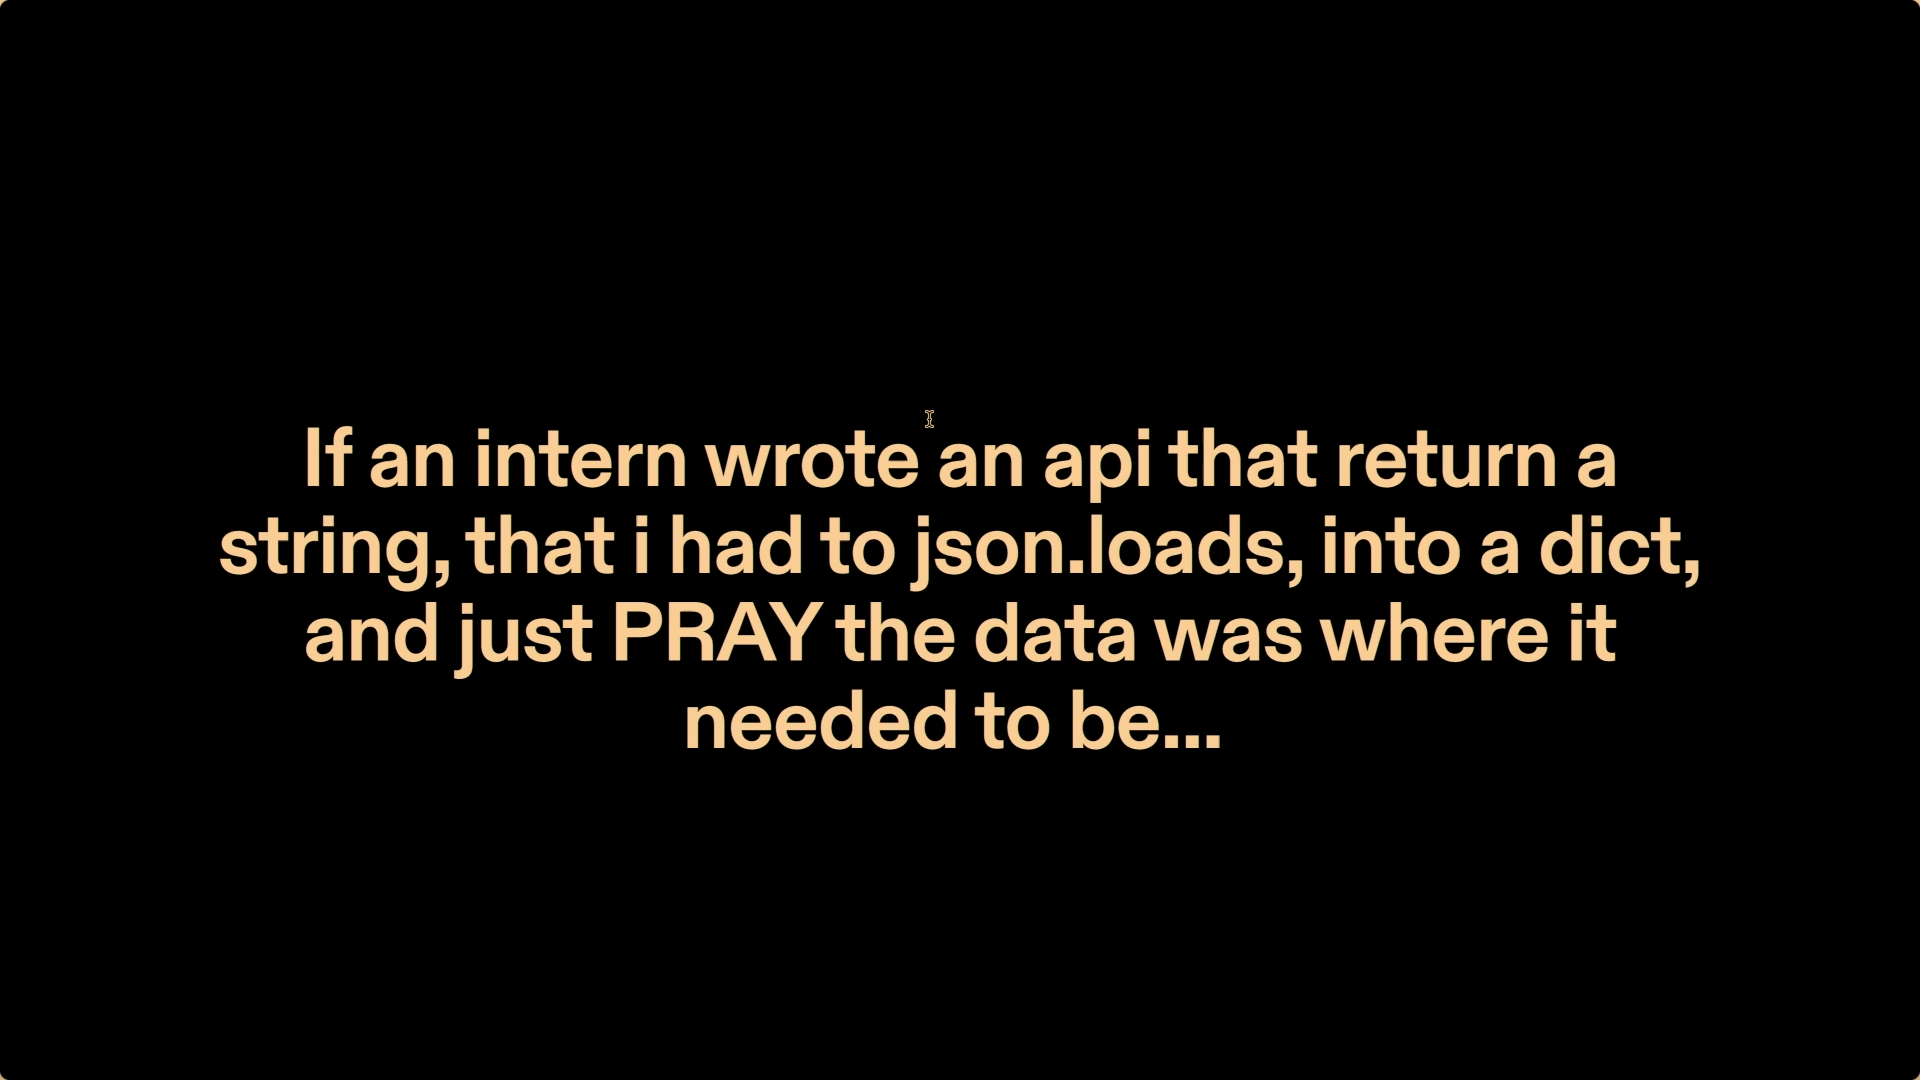 If an intern wrote an api that return a
string, that i had to json.loads, into a dict,
and just PRAY the data was where it
needed to be...